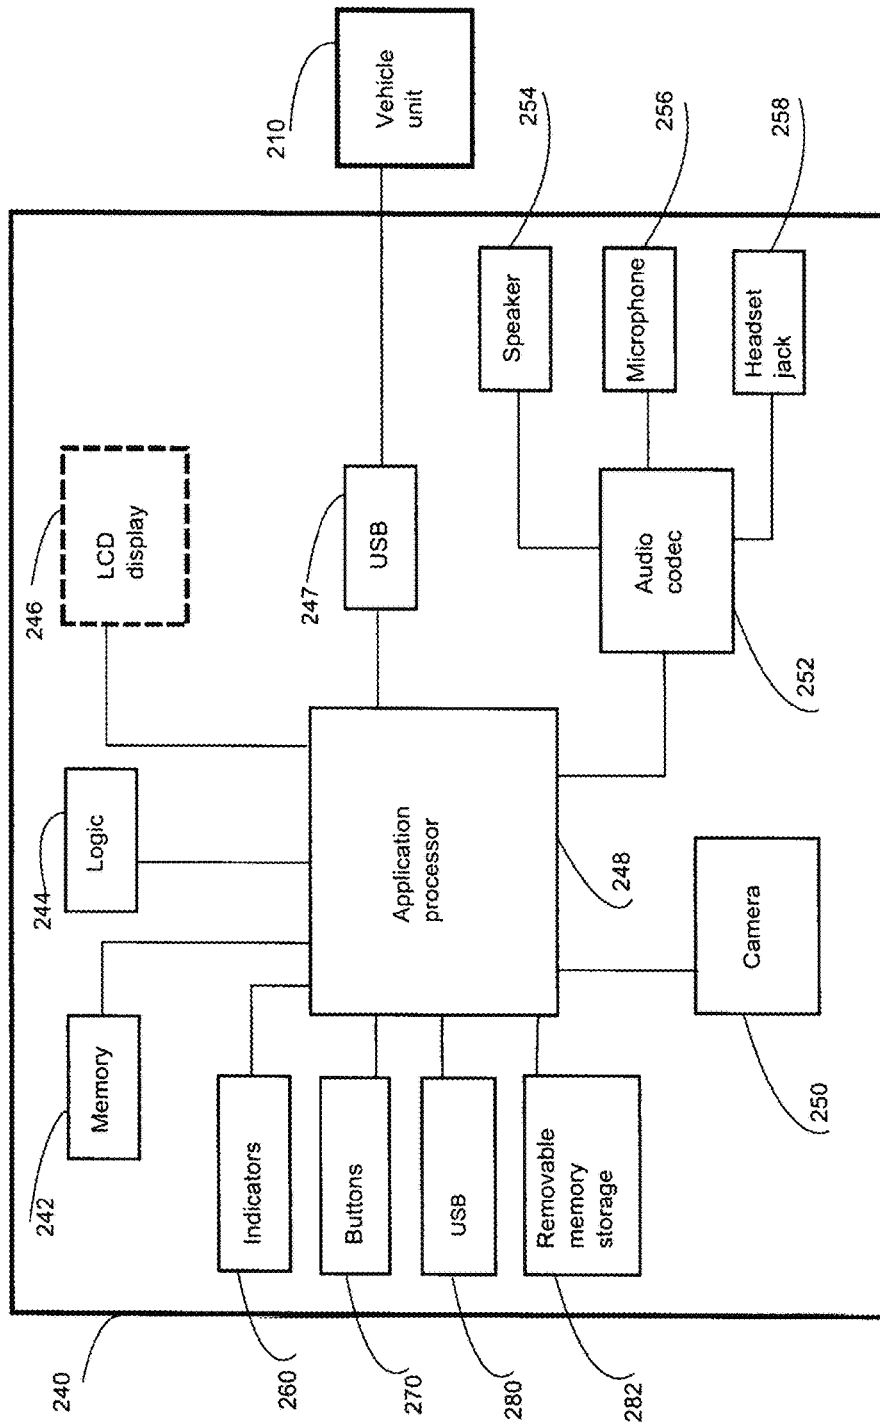 240
242
Memory
244
Logic
246
LCD
display
210
Vehicle
unit
260
Indicators
270
Buttons
280
USB
282
Removable
memory
storage
Application
processor
248
247
USB
250
Camera
252
Audio
codec
254
Speaker
256
Microphone
258
Headset
jack